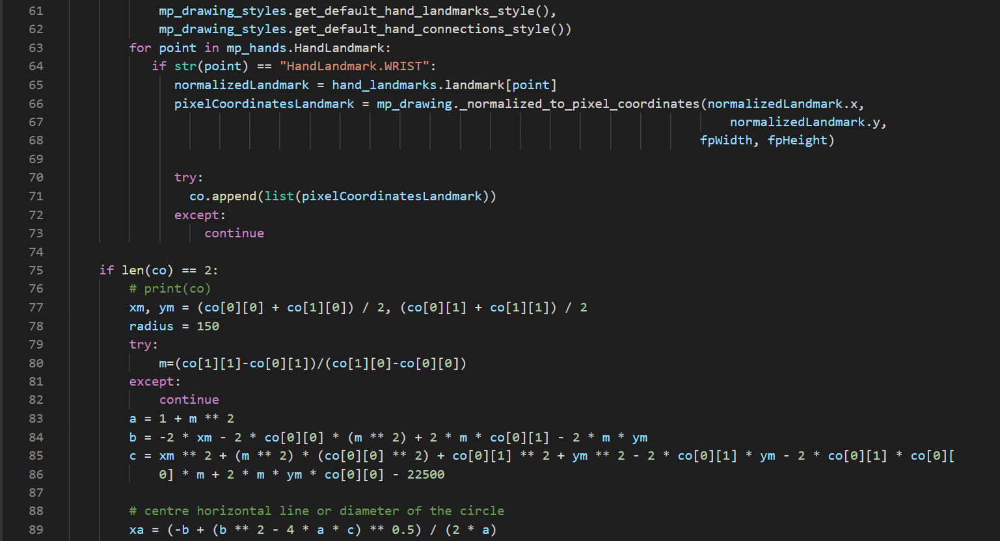 61 mp_drawing_styles.get_default_hand_landmarks_style(),
62 mp_drawing_styles.get_default_hand_connections_style())
63 for point in mp_hands.HandLandmark:
64 if str(point) == "HandLandmark.WRIST":
65 normalizedLandmark = hand_landmarks.landmark[point]
66 pixelCoordinatesLandmark = mp_drawing._normalized_to_pixel_coordinates(normalizedLandmark.x,
67 normalizedLandmark.y,
68 fpWidth, fpHeight)
69
70 try:
71 co.append(list(pixelCoordinatesLandmark))
72 except:
73 continue
74
75 if len(co) == 2:
76 # print(co)
77 xm, ym = (co[0][0] + co[1][0]) / 2, (co[0][1] + co[1][1]) / 2
78 radius = 150
79 try:
80 m=(co[1][1]-co[0][1])/(co[1][0]-co[0][0])
81 except:
82 continue
83 a = 1 + m ** 2
84 b = -2 * xm - 2 * co[0][0] * (m ** 2) + 2 * m * co[0][1] - 2 * m * ym
85 c = xm ** 2 + (m ** 2) * (co[0][0] ** 2) + co[0][1] ** 2 + ym ** 2 - 2 * co[0][1] * ym - 2 * co[0][1] * co[0][
86 0] * m + 2 * m * ym * co[0][0] - 22500
87
88 # centre horizontal line or diameter of the circle
89 xa = (-b + (b ** 2 - 4 * a * c) ** 0.5) / (2 * a)